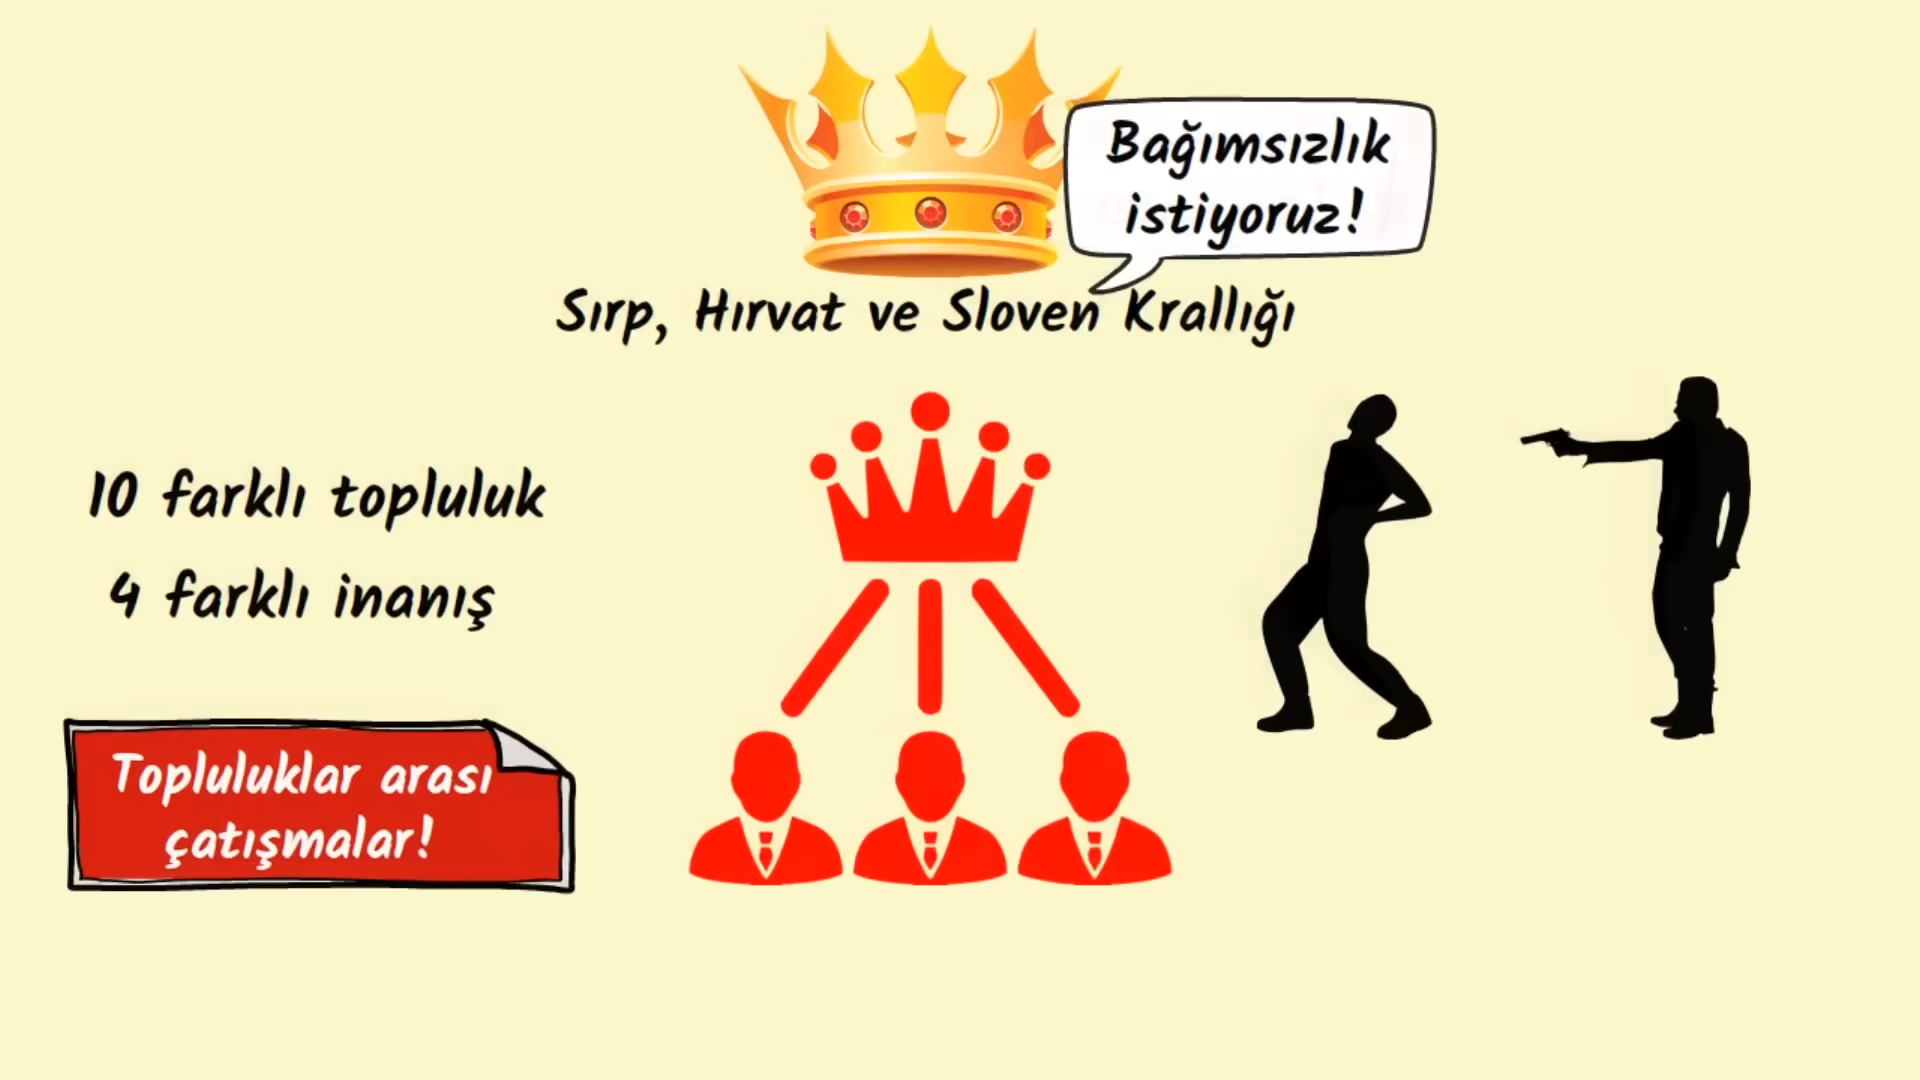 Bağımsızlık
istiyoruz!
Sırp, Hırvat ve Sloven Krallığı
10 farklı topluluk
4 farklı inanış
Topluluklar arası
çatışmalar!